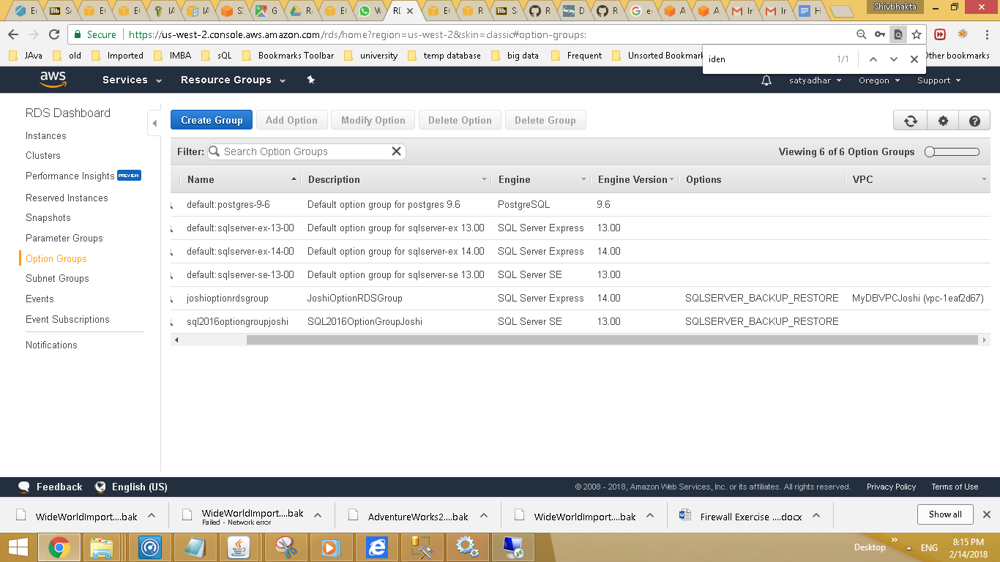 Shivbhakta
Secure https://us-west-2.console.aws.amazon.com/rds/home?region=us-west-2&skin=classic#option-groups:
JAva old Imported IMBA sQL Bookmarks Toolbar university temp database big data Frequent Unsorted Bookmark Other bookmarks
iden 1/1
aws Services Resource Groups satyadhar Oregon Support
RDS Dashboard
Instances
Clusters
Performance Insights PREVIEW
Reserved Instances
Snapshots
Parameter Groups
Option Groups
Subnet Groups
Events
Event Subscriptions
Notifications
Create Group Add Option Modify Option Delete Option Delete Group
Filter: Search Option Groups Viewing 6 of 6 Option Groups
Name Description Engine Engine Version Options VPC
default:postgres-9-6 Default option group for postgres 9.6 PostgreSQL 9.6
default:sqlserver-ex-13-00 Default option group for sqlserver-ex 13.00 SQL Server Express 13.00
default:sqlserver-ex-14-00 Default option group for sqlserver-ex 14.00 SQL Server Express 14.00
default:sqlserver-se-13-00 Default option group for sqlserver-se 13.00 SQL Server SE 13.00
joshioptionrdsgroup JoshiOptionRDSGroup SQL Server Express 14.00 SQLSERVER_BACKUP_RESTORE MyDBVPCJoshi (vpc-1eaf2d67)
sql2016optiongroupjoshi SQL2016OptionGroupJoshi SQL Server SE 13.00 SQLSERVER_BACKUP_RESTORE
Feedback English (US) © 2008 - 2018, Amazon Web Services, Inc. or its affiliates. All rights reserved. Privacy Policy Terms of Use
WideWorldImport....bak WideWorldImport....bak AdventureWorks2....bak WideWorldImport....bak Firewall Exercise ....docx Show all
Failed - Network error
Desktop ENG 8:15 PM
2/14/2018